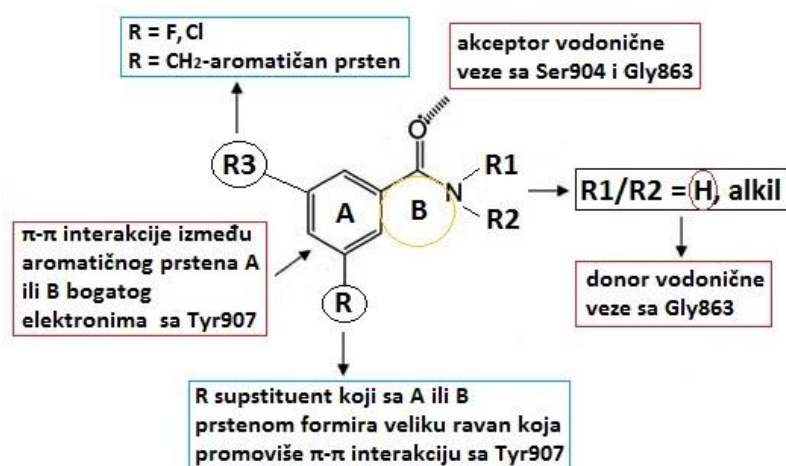 R = F, Cl
R = CH2-aromatičan prsten
akceptor vodonične
veze sa Ser904 i Gly863
O
R3
A
B
N
R1
R2
R1/R2 = H, alkil
π-π interakcije između
aromatičnog prstena A
ili B bogatog
elektronima sa Tyr907
R
donor vodonične
veze sa Gly863
R supstituent koji sa A ili B
prstenom formira veliku ravan koja
promoviše π-π interakciju sa Tyr907